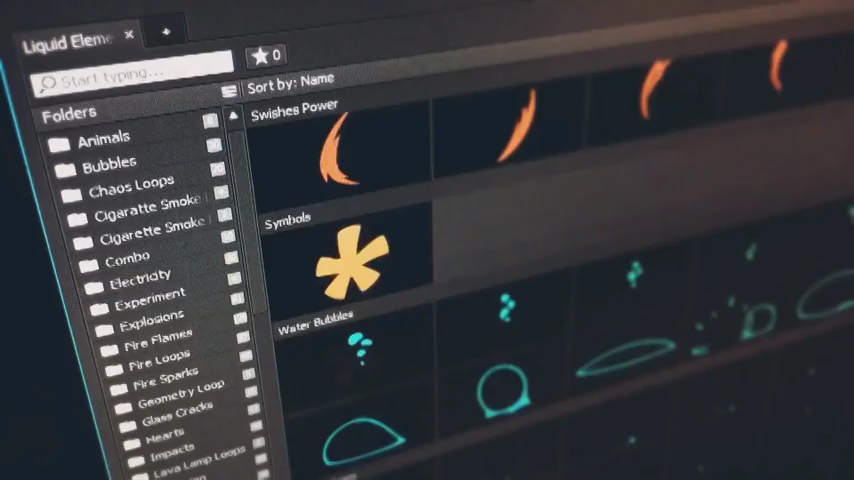 Liquid Eleme
Start typing...
0
Folders
Sort by: Name
Swishes Power
Animals
Bubbles
Chaos Loops
Cigaratte Smoke
Cigarette Smoke
Combo
Electricity
Experiment
Explosions
Fire Flames
Fire Loops
Fire Sparks
Geometry Loop
Glass Cracks
Hearts
Impacts
Lava Lamp Loops
Symbols
Water Bubbles